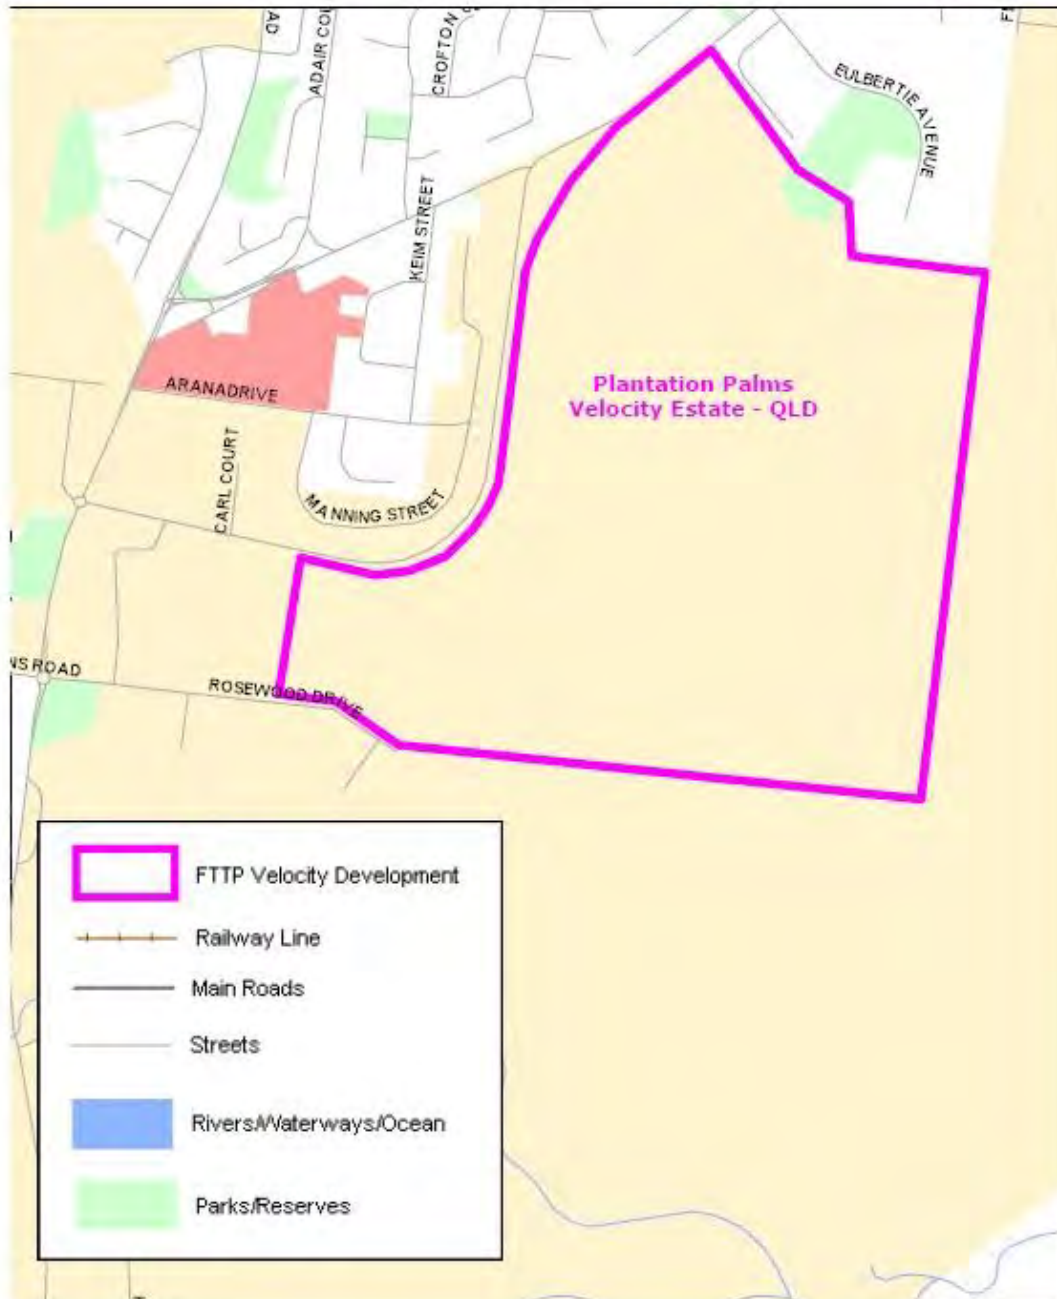 AD
ADAIR COU
CROFTON
EULBERTIE AVENUE
KEIM STREET
ARANADRIVE
Plantation Palms
Velocity Estate - QLD
CARL COURT
MANNING STREET
NS ROAD
ROSEWOOD DRIVE
FTTP Velocity Development
Railway Line
Main Roads
Streets
Rivers/Waterways/Ocean
Parks/Reserves